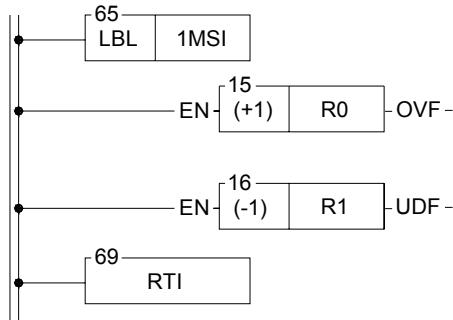 65
LBL 1MSI
15
EN (+1) R0 OVF
16
EN (-1) R1 UDF
69
RTI